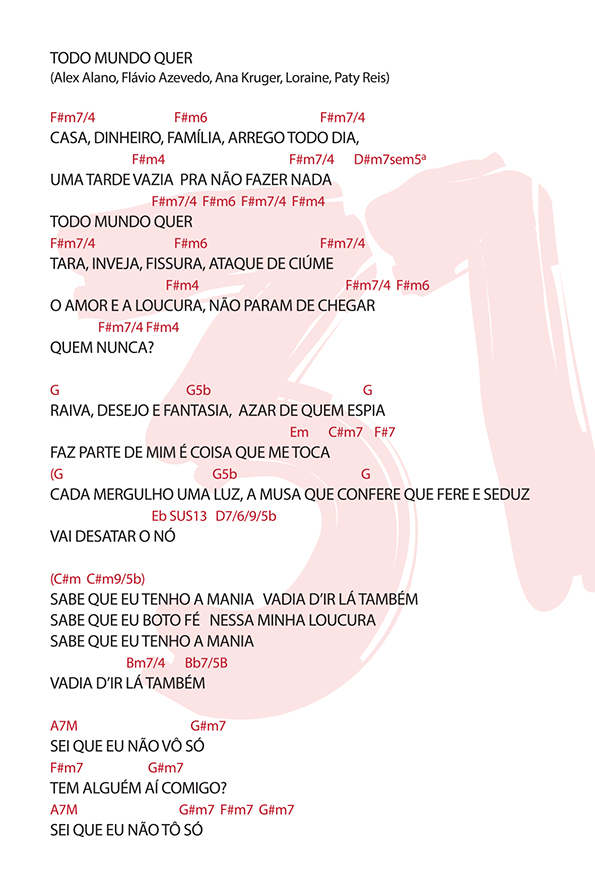 TODO MUNDO QUER
(Alex Alano, Flávio Azevedo, Ana Kruger, Loraine, Paty Reis)
F#m7/4 F#m6 F#m7/4
CASA, DINHEIRO, FAMÍLIA, ARREGO TODO DIA,
F#m4 F#m7/4 D#m7sem5ª
UMA TARDE VAZIA PRA NÃO FAZER NADA
F#m7/4 F#m6 F#m7/4 F#m4
TODO MUNDO QUER
F#m7/4 F#m6 F#m7/4
TARA, INVEJA, FISSURA, ATAQUE DE CIÚME
F#m4 F#m7/4 F#m6
O AMOR E A LOUCURA, NÃO PARAM DE CHEGAR
F#m7/4 F#m4
QUEM NUNCA?
G G5b G
RAIVA, DESEJO E FANTASIA, AZAR DE QUEM ESPIA
Em C#m7 F#7
FAZ PARTE DE MIM É COISA QUE ME TOCA
(G G5b G
CADA MERGULHO UMA LUZ, A MUSA QUE CONFERE QUE FERE E SEDUZ
Eb SUS13 D7/6/9/5b
VAI DESATAR O NÓ
(C#m C#m9/5b)
SABE QUE EU TENHO A MANIA VADIA D’IR LÁ TAMBÉM
SABE QUE EU BOTO FÉ NESSA MINHA LOUCURA
SABE QUE EU TENHO A MANIA
Bm7/4 Bb7/5B
VADIA D’IR LÁ TAMBÉM
A7M G#m7
SEI QUE EU NÃO VÔ SÓ
F#m7 G#m7
TEM ALGUÉM AÍ COMIGO?
A7M G#m7 F#m7 G#m7
SEI QUE EU NÃO TÔ SÓ
31